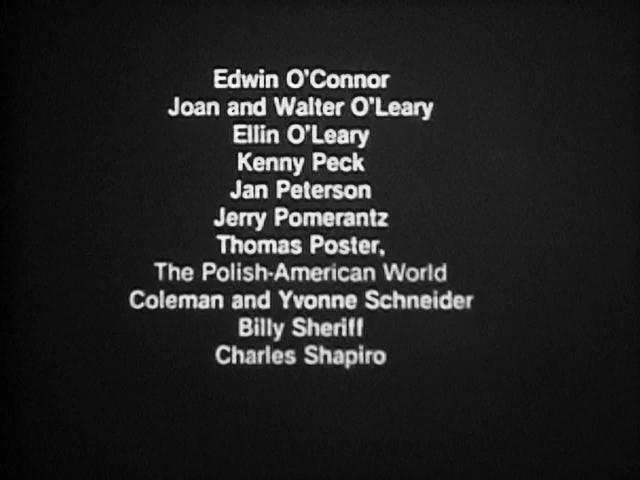 Edwin O'Connor
Joan and Walter O'Leary
Ellin O'Leary
Kenny Peck
Jan Peterson
Jerry Pomerantz
Thomas Poster,
The Polish-American World
Coleman and Yvonne Schneider
Billy Sheriff
Charles Shapiro